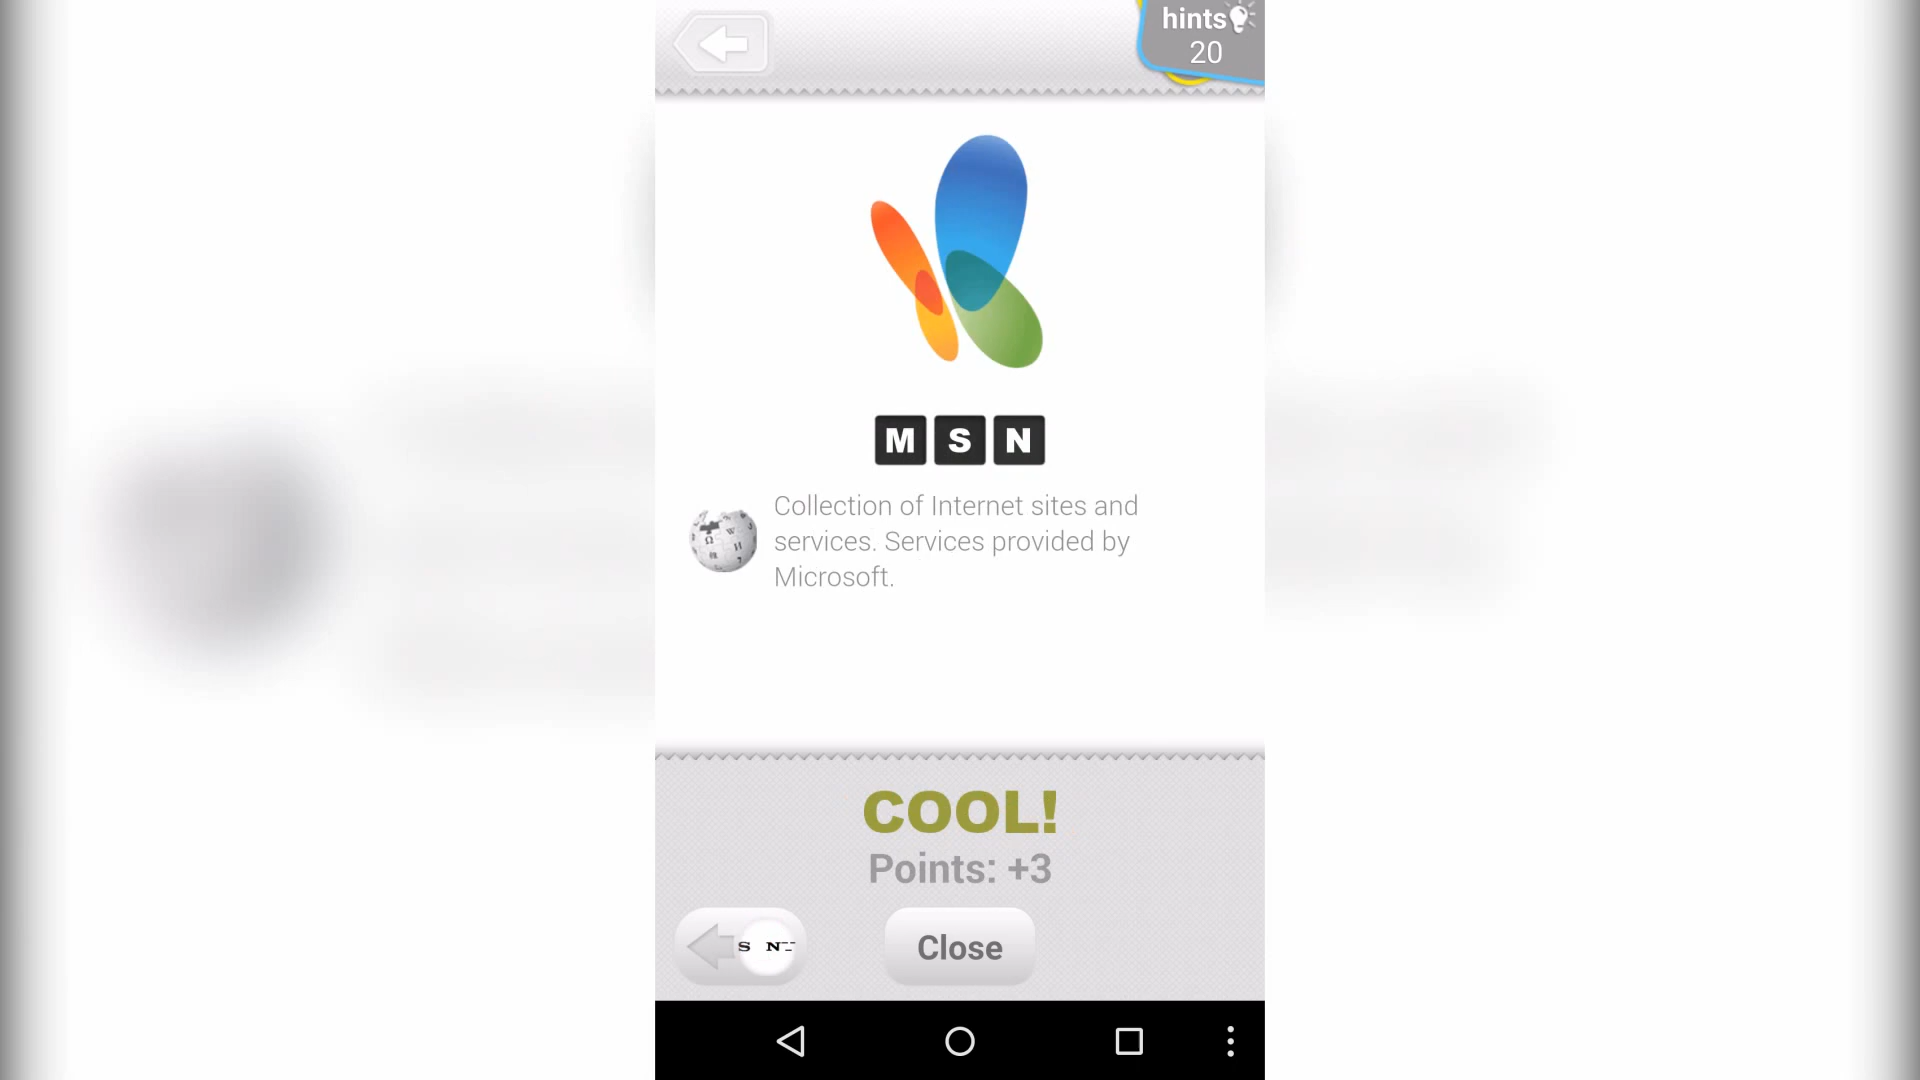 hints
20
M S N
Collection of Internet sites and
services. Services provided by
Microsoft.
COOL!
Points: +3
S N
Close